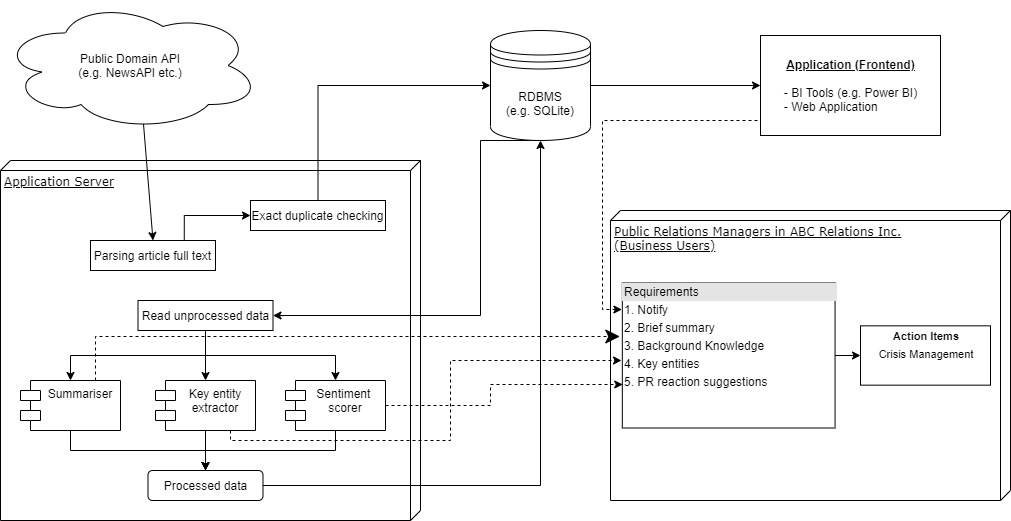 Public Domain API
(e.g. NewsAPI etc.)
RDBMS
(e.g. SQLite)
Application (Frontend)
- BI Tools (e.g. Power BI)
- Web Application
Application Server
Exact duplicate checking
Parsing article full text
Read unprocessed data
Summariser
Key entity
extractor
Sentiment
scorer
Processed data
Public Relations Managers in ABC Relations Inc.
(Business Users)
Requirements
1. Notify
2. Brief summary
3. Background Knowledge
4. Key entities
5. PR reaction suggestions
Action Items
Crisis Management